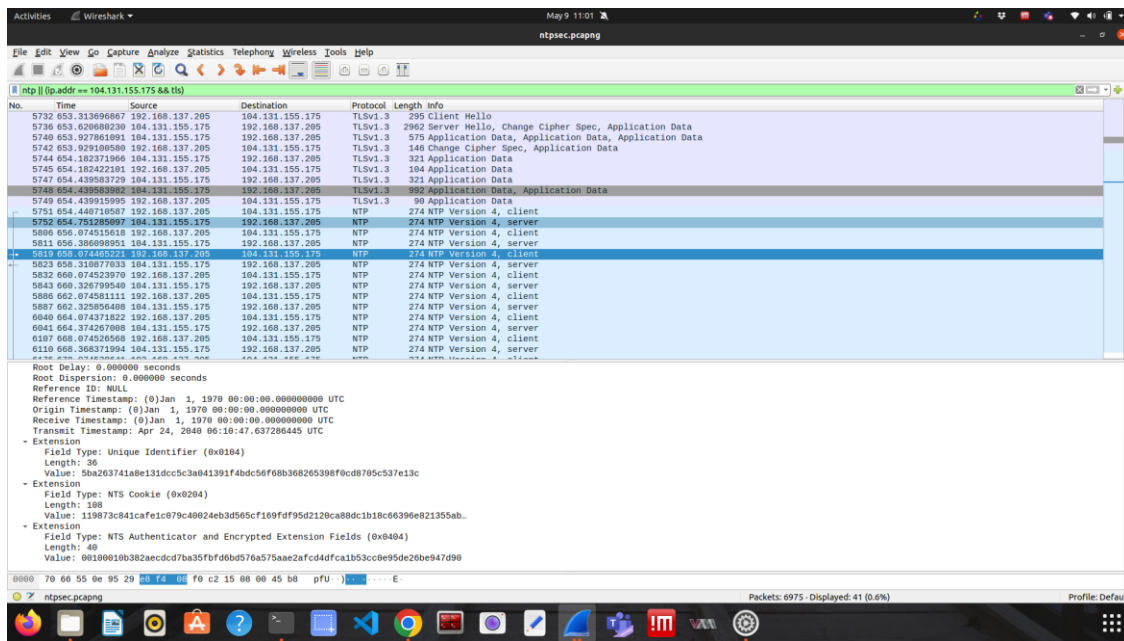 Activities Wireshark May 9 11:01
ntpsec.pcapng
File Edit View Go Capture Analyze Statistics Telephony Wireless Tools Help
ntp || (ip.addr == 104.131.155.175 && tls)
No. Time Source Destination Protocol Length Info
5732 653.313696867 192.168.137.205 104.131.155.175 TLSv1.3 295 Client Hello
5736 653.620680230 104.131.155.175 192.168.137.205 TLSv1.3 2962 Server Hello, Change Cipher Spec, Application Data
5740 653.927861091 104.131.155.175 192.168.137.205 TLSv1.3 575 Application Data, Application Data, Application Data
5742 653.929100580 192.168.137.205 104.131.155.175 TLSv1.3 146 Change Cipher Spec, Application Data
5744 654.182371966 104.131.155.175 192.168.137.205 TLSv1.3 321 Application Data
5745 654.182422101 192.168.137.205 104.131.155.175 TLSv1.3 104 Application Data
5747 654.439583729 104.131.155.175 192.168.137.205 TLSv1.3 321 Application Data
5748 654.439583982 104.131.155.175 192.168.137.205 TLSv1.3 992 Application Data, Application Data
5749 654.439915995 192.168.137.205 104.131.155.175 TLSv1.3 90 Application Data
5751 654.440710587 192.168.137.205 104.131.155.175 NTP 274 NTP Version 4, client
5752 654.751285097 104.131.155.175 192.168.137.205 NTP 274 NTP Version 4, server
5806 656.074515618 192.168.137.205 104.131.155.175 NTP 274 NTP Version 4, client
5811 656.386098951 104.131.155.175 192.168.137.205 NTP 274 NTP Version 4, server
5819 658.074465221 192.168.137.205 104.131.155.175 NTP 274 NTP Version 4, client
5823 658.310877033 104.131.155.175 192.168.137.205 NTP 274 NTP Version 4, server
5832 660.074523970 192.168.137.205 104.131.155.175 NTP 274 NTP Version 4, client
5843 660.326799540 104.131.155.175 192.168.137.205 NTP 274 NTP Version 4, server
5886 662.074581111 192.168.137.205 104.131.155.175 NTP 274 NTP Version 4, client
5887 662.325856408 104.131.155.175 192.168.137.205 NTP 274 NTP Version 4, server
6040 664.074371822 192.168.137.205 104.131.155.175 NTP 274 NTP Version 4, client
6041 664.374267008 104.131.155.175 192.168.137.205 NTP 274 NTP Version 4, server
6107 668.074526568 192.168.137.205 104.131.155.175 NTP 274 NTP Version 4, client
6110 668.368371994 104.131.155.175 192.168.137.205 NTP 274 NTP Version 4, server
Root Delay: 0.000000 seconds
Root Dispersion: 0.000000 seconds
Reference ID: NULL
Reference Timestamp: (0)Jan 1, 1970 00:00:00.000000000 UTC
Origin Timestamp: (0)Jan 1, 1970 00:00:00.000000000 UTC
Receive Timestamp: (0)Jan 1, 1970 00:00:00.000000000 UTC
Transmit Timestamp: Apr 24, 2040 06:10:47.637286445 UTC
Extension
Field Type: Unique Identifier (0x0104)
Length: 36
Value: 5ba263741a8e131dcc5c3a041391f4bdc56f68b368265398f0cd8705c537e13c
Extension
Field Type: NTS Cookie (0x0204)
Length: 108
Value: 119873c841cafe1c079c40024eb3d565cf169fdf95d2120ca88dc1b18c66396e821355ab…
Extension
Field Type: NTS Authenticator and Encrypted Extension Fields (0x0404)
Length: 40
Value: 00100010b382aecdcd7ba35fbfd6bd576a575aae2afcd4dfca1b53cc0e95de26be947d90
0000 70 66 55 0e 95 29 e8 f4 08 f0 c2 15 08 00 45 b8 pfU··)·· ······E·
ntpsec.pcapng Packets: 6975 · Displayed: 41 (0.6%) Profile: Defau